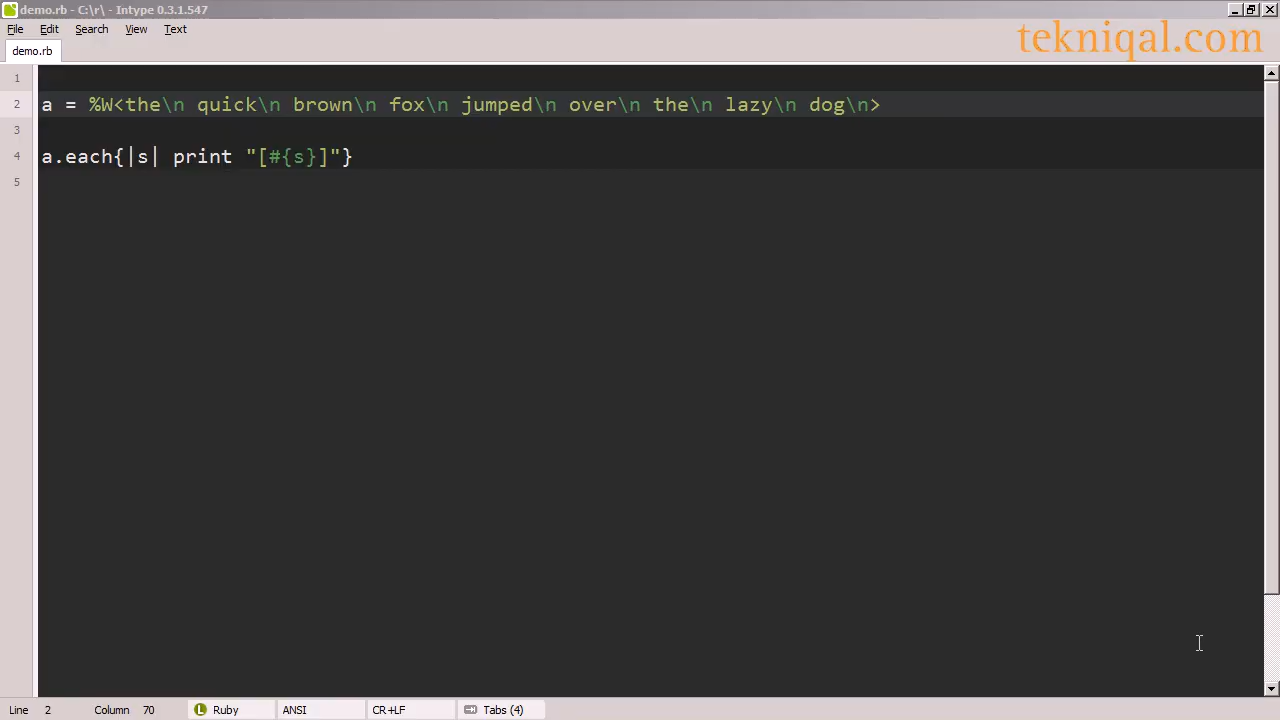 demo.rb - C:\r\ - Intype 0.3.1.547
File Edit Search View Text
tekniqal.com
demo.rb
1
2 a = %W<the\n quick\n brown\n fox\n jumped\n over\n the\n lazy\n dog\n>
3
4 a.each{|s| print "[#{s}]"}
5
Line 2 Column 70 L Ruby ANSI CR+LF Tabs (4)